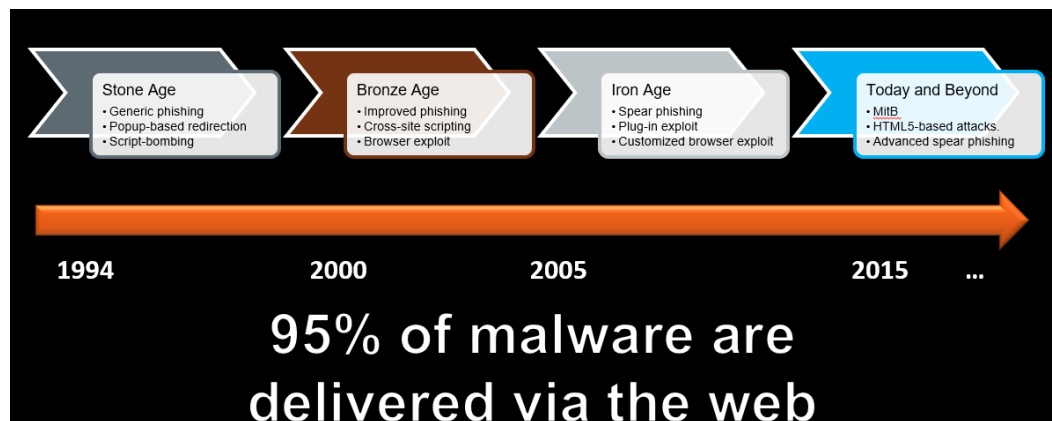 Stone Age
• Generic phishing
• Popup-based redirection
• Script-bombing
Bronze Age
• Improved phishing
• Cross-site scripting
• Browser exploit
Iron Age
• Spear phishing
• Plug-in exploit
• Customized browser exploit
Today and Beyond
• MitB
• HTML5-based attacks.
• Advanced spear phishing
1994
2000
2005
2015
...
95% of malware are
delivered via the web